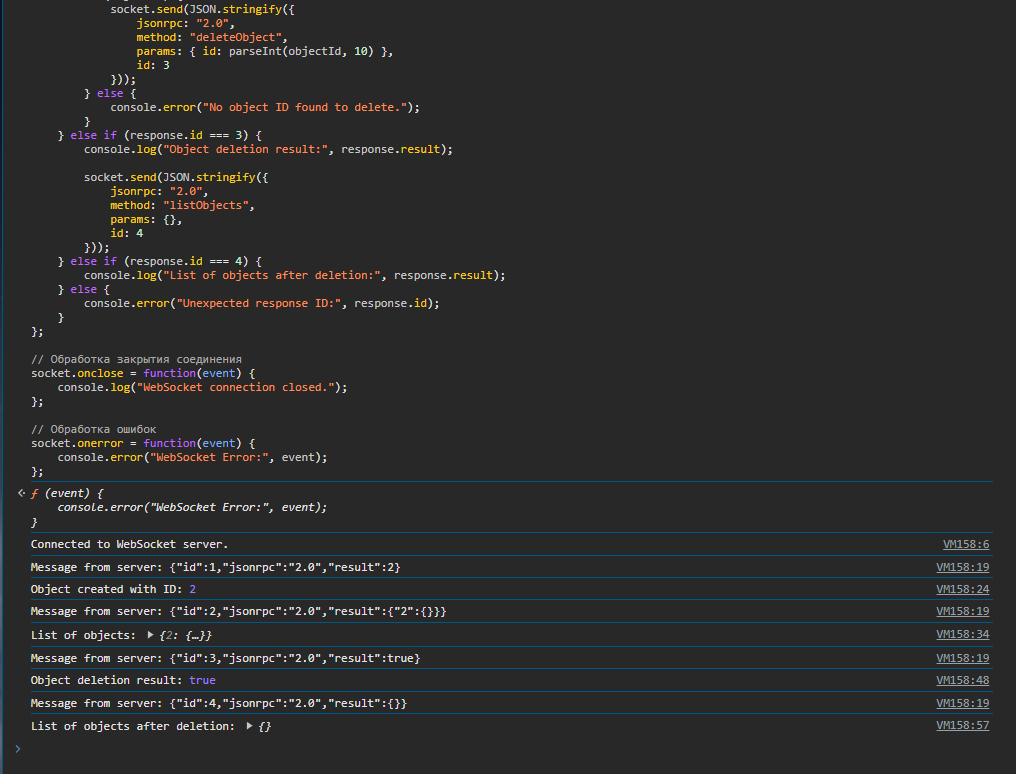 socket.send(JSON.stringify({
jsonrpc: "2.0",
method: "deleteObject",
params: { id: parseInt(objectId, 10) },
id: 3
}));
} else {
console.error("No object ID found to delete.");
}
} else if (response.id === 3) {
console.log("Object deletion result:", response.result);
socket.send(JSON.stringify({
jsonrpc: "2.0",
method: "listObjects",
params: {},
id: 4
}));
} else if (response.id === 4) {
console.log("List of objects after deletion:", response.result);
} else {
console.error("Unexpected response ID:", response.id);
}
};
// Обработка закрытия соединения
socket.onclose = function(event) {
console.log("WebSocket connection closed.");
};
// Обработка ошибок
socket.onerror = function(event) {
console.error("WebSocket Error:", event);
};
ƒ (event) {
console.error("WebSocket Error:", event);
}
Connected to WebSocket server. VM158:6
Message from server: {"id":1,"jsonrpc":"2.0","result":2} VM158:19
Object created with ID: 2 VM158:24
Message from server: {"id":2,"jsonrpc":"2.0","result":{"2":{}}} VM158:19
List of objects: ▶ {2: {…}} VM158:34
Message from server: {"id":3,"jsonrpc":"2.0","result":true} VM158:19
Object deletion result: true VM158:48
Message from server: {"id":4,"jsonrpc":"2.0","result":{}} VM158:19
List of objects after deletion: ▶ {} VM158:57